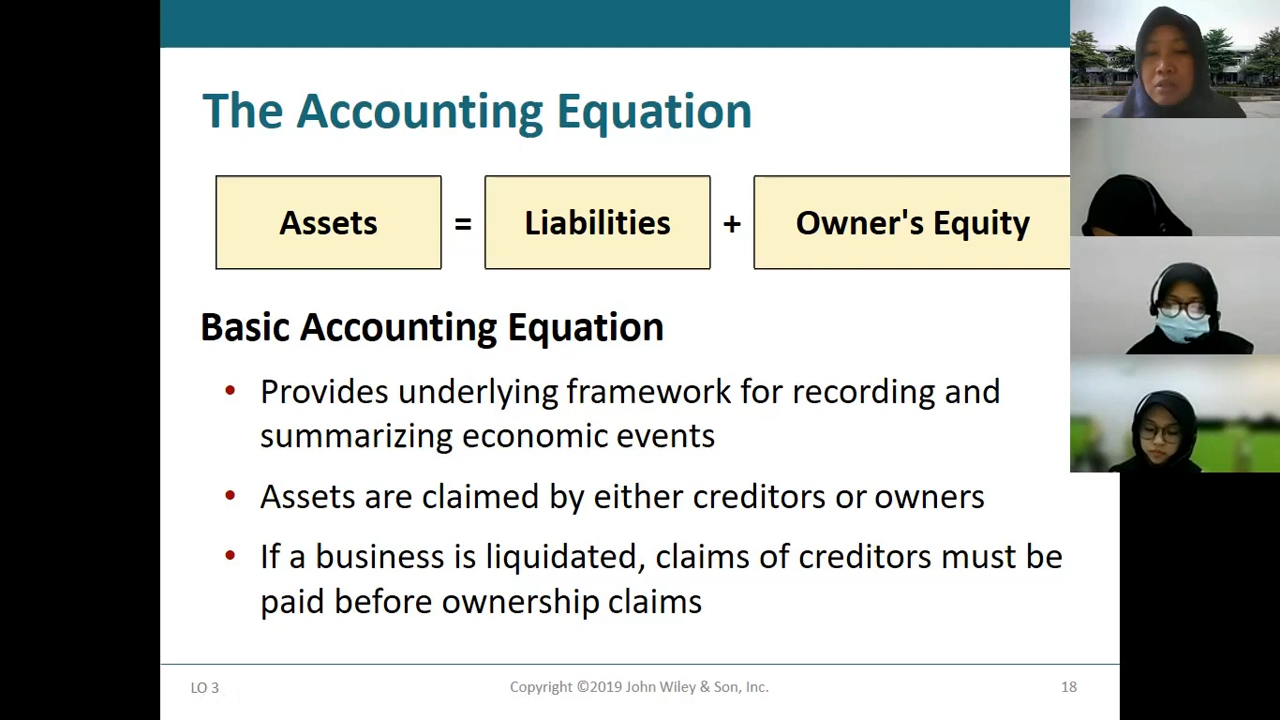 The Accounting Equation
Assets = Liabilities + Owner's Equity
Basic Accounting Equation
• Provides underlying framework for recording and
summarizing economic events
• Assets are claimed by either creditors or owners
• If a business is liquidated, claims of creditors must be
paid before ownership claims
LO 3 Copyright ©2019 John Wiley & Son, Inc. 18